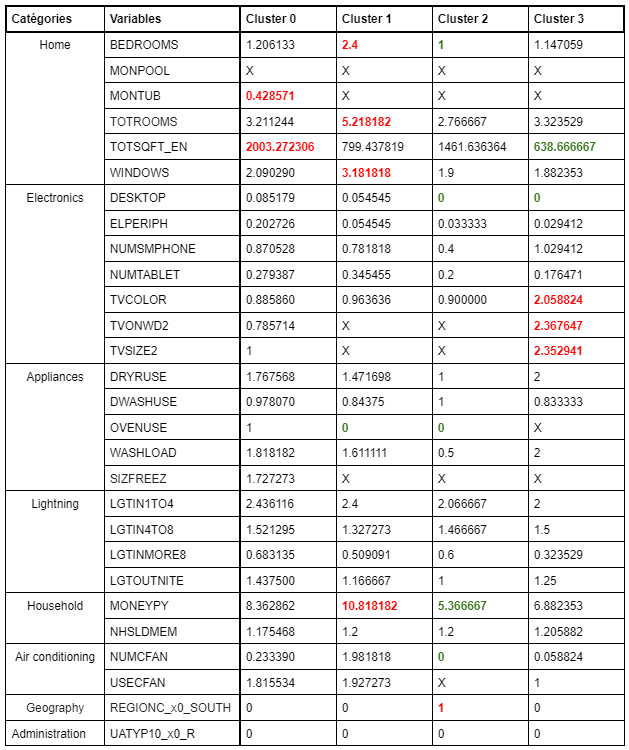 Catégories Variables Cluster 0 Cluster 1 Cluster 2 Cluster 3
Home BEDROOMS 1.206133 2.4 1 1.147059
MONPOOL X X X X
MONTUB 0.428571 X X X
TOTROOMS 3.211244 5.218182 2.766667 3.323529
TOTSQFT_EN 2003.272306 799.437819 1461.636364 638.666667
WINDOWS 2.090290 3.181818 1.9 1.882353
Electronics DESKTOP 0.085179 0.054545 0 0
ELPERIPH 0.202726 0.054545 0.033333 0.029412
NUMSMPHONE 0.870528 0.781818 0.4 1.029412
NUMTABLET 0.279387 0.345455 0.2 0.176471
TVCOLOR 0.885860 0.963636 0.900000 2.058824
TVONWD2 0.785714 X X 2.367647
TVSIZE2 1 X X 2.352941
Appliances DRYRUSE 1.767568 1.471698 1 2
DWASHUSE 0.978070 0.84375 1 0.833333
OVENUSE 1 0 0 X
WASHLOAD 1.818182 1.611111 0.5 2
SIZFREEZ 1.727273 X X X
Lightning LGTIN1TO4 2.436116 2.4 2.066667 2
LGTIN4TO8 1.521295 1.327273 1.466667 1.5
LGTINMORE8 0.683135 0.509091 0.6 0.323529
LGTOUTNITE 1.437500 1.166667 1 1.25
Household MONEYPY 8.362862 10.818182 5.366667 6.882353
NHSLDMEM 1.175468 1.2 1.2 1.205882
Air conditioning NUMCFAN 0.233390 1.981818 0 0.058824
USECFAN 1.815534 1.927273 X 1
Geography REGIONC_x0_SOUTH 0 0 1 0
Administration UATYP10_x0_R 0 0 0 0